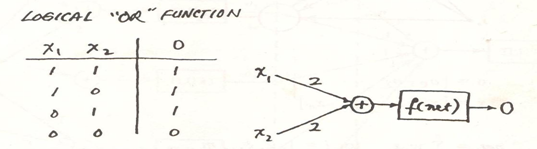 LOGICAL "OR" FUNCTION
x₁ x₂ O
1 1 1
1 0 1
0 1 1
0 0 0
x₁ 2
+ f(net) O
x₂ 2